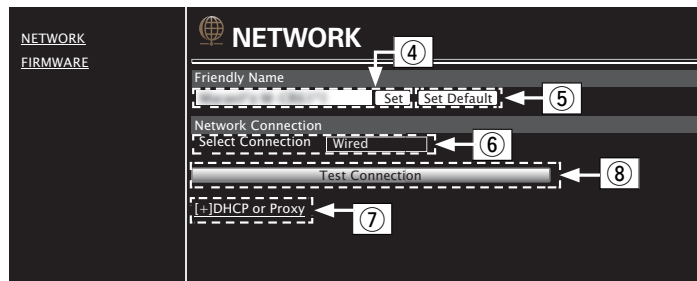 NETWORK
FIRMWARE
NETWORK
④
Friendly Name
Set
Set Default
⑤
Network Connection
Select Connection Wired
⑥
Test Connection
⑧
[+]DHCP or Proxy
⑦